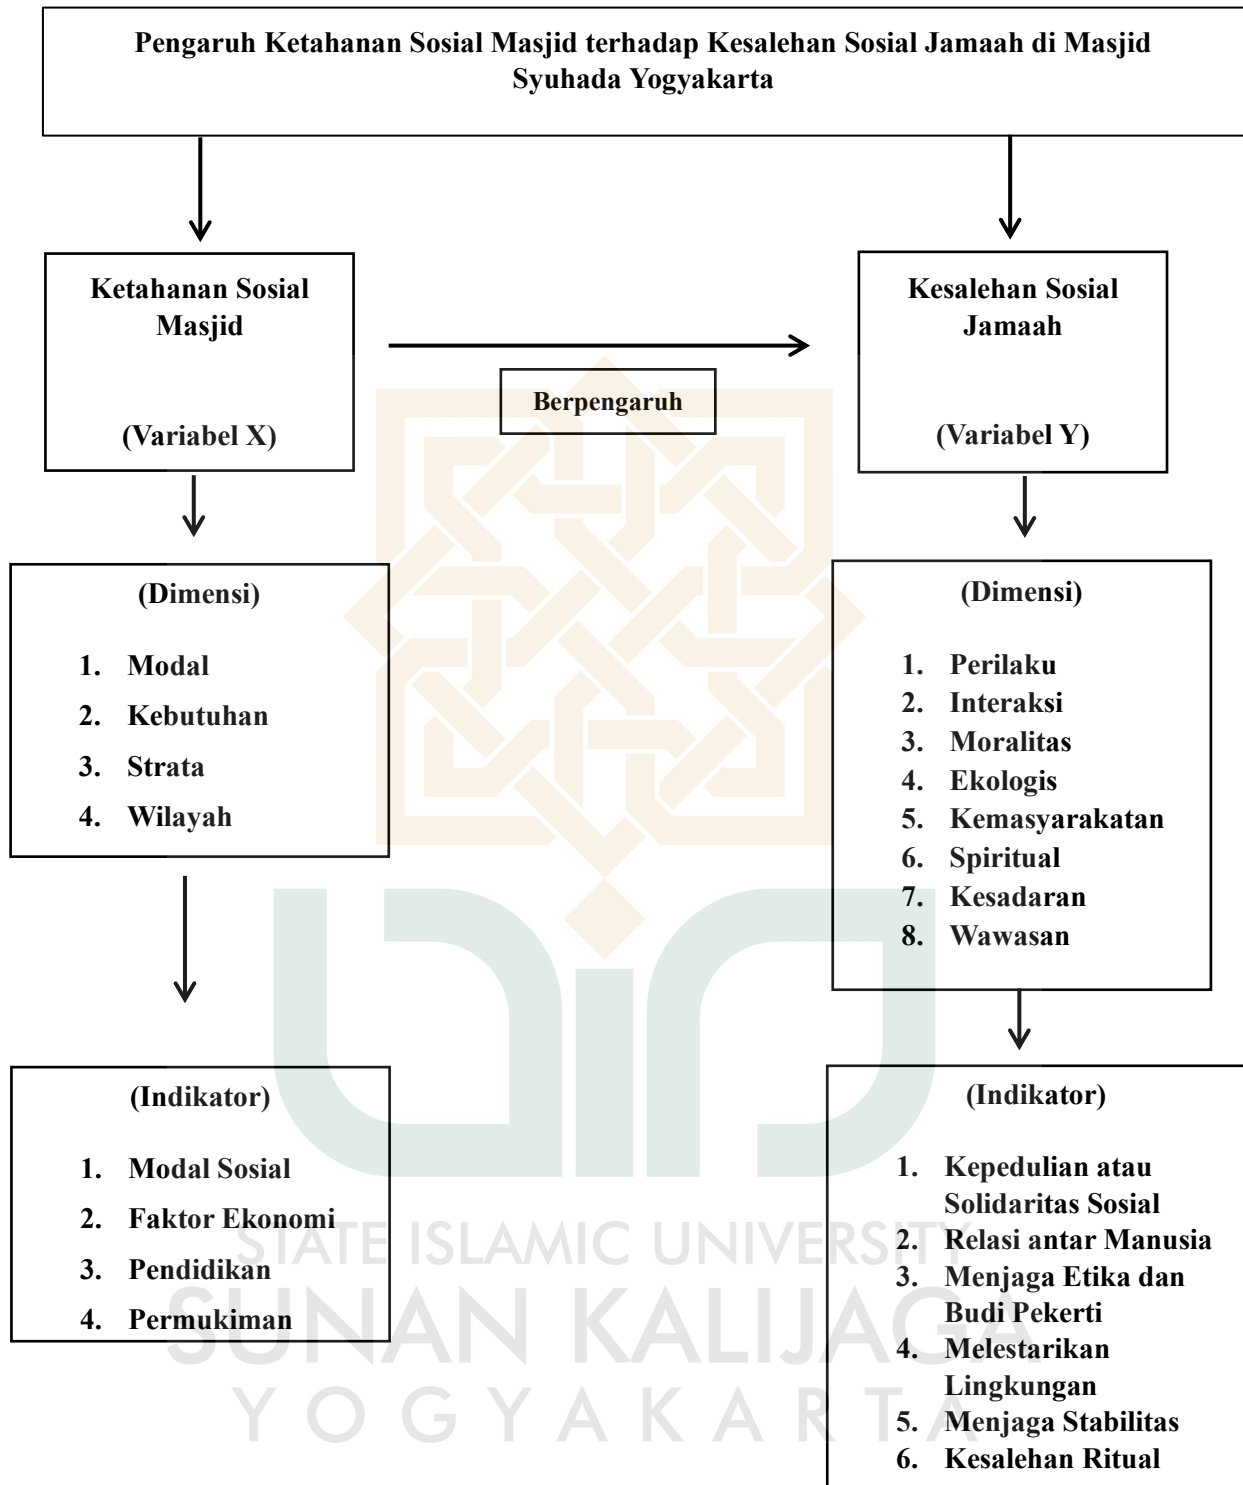 Pengaruh Ketahanan Sosial Masjid terhadap Kesalehan Sosial Jamaah di Masjid
Syuhada Yogyakarta
Ketahanan Sosial
Masjid
(Variabel X)
Berpengaruh
Kesalehan Sosial
Jamaah
(Variabel Y)
(Dimensi)
1. Modal
2. Kebutuhan
3. Strata
4. Wilayah
(Dimensi)
1. Perilaku
2. Interaksi
3. Moralitas
4. Ekologis
5. Kemasyarakatan
6. Spiritual
7. Kesadaran
8. Wawasan
(Indikator)
1. Modal Sosial
2. Faktor Ekonomi
3. Pendidikan
4. Permukiman
(Indikator)
1. Kepedulian atau
Solidaritas Sosial
2. Relasi antar Manusia
3. Menjaga Etika dan
Budi Pekerti
4. Melestarikan
Lingkungan
5. Menjaga Stabilitas
6. Kesalehan Ritual
STATE ISLAMIC UNIVERSITY
SUNAN KALIJAGA
YOGYAKARTA